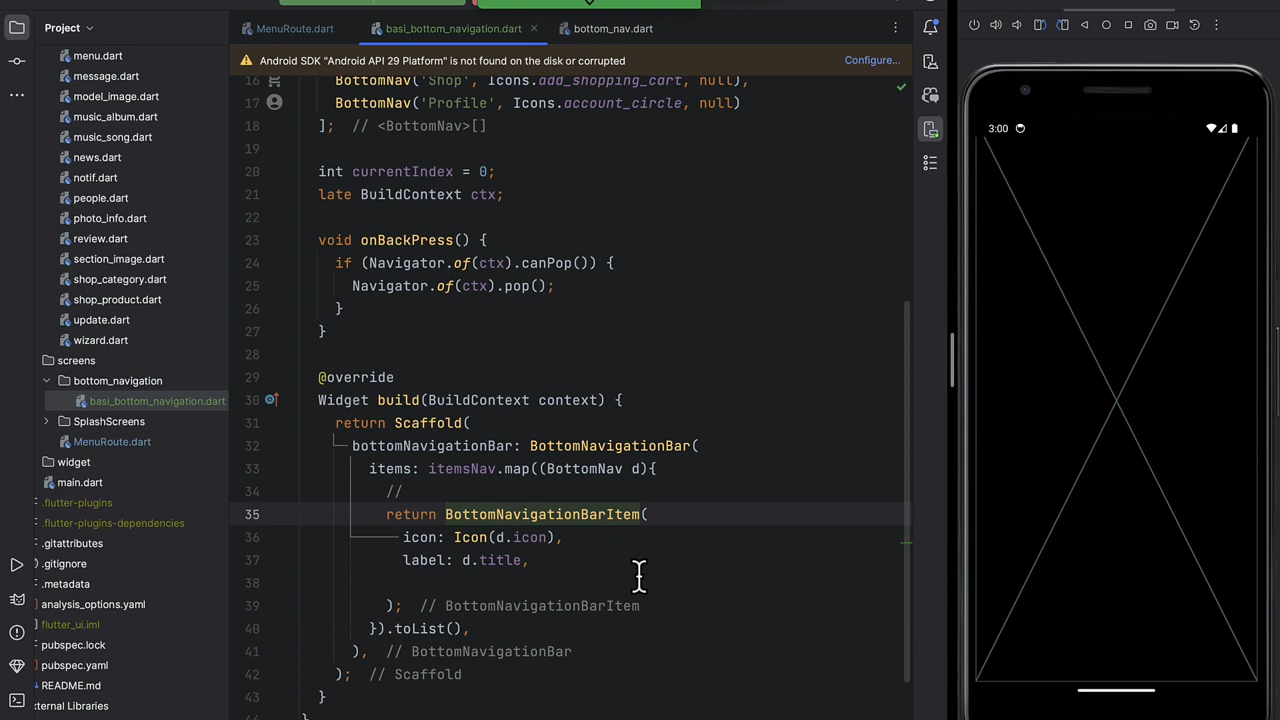 Project
MenuRoute.dart
basi_bottom_navigation.dart
bottom_nav.dart
Android SDK "Android API 29 Platform" is not found on the disk or corrupted
Configure...
menu.dart
message.dart
model_image.dart
music_album.dart
music_song.dart
news.dart
notif.dart
people.dart
photo_info.dart
review.dart
section_image.dart
shop_category.dart
shop_product.dart
update.dart
wizard.dart
screens
bottom_navigation
basi_bottom_navigation.dart
SplashScreens
MenuRoute.dart
widget
main.dart
.flutter-plugins
.flutter-plugins-dependencies
.gitattributes
.gitignore
.metadata
analysis_options.yaml
flutter_ui.iml
pubspec.lock
pubspec.yaml
README.md
External Libraries
16 BottomNav('Shop', Icons.add_shopping_cart, null),
17 BottomNav('Profile', Icons.account_circle, null)
18 ]; // <BottomNav>[]
19
20 int currentIndex = 0;
21 late BuildContext ctx;
22
23 void onBackPress() {
24 if (Navigator.of(ctx).canPop()) {
25 Navigator.of(ctx).pop();
26 }
27 }
28
29 @override
30 Widget build(BuildContext context) {
31 return Scaffold(
32 bottomNavigationBar: BottomNavigationBar(
33 items: itemsNav.map((BottomNav d){
34 //
35 return BottomNavigationBarItem(
36 icon: Icon(d.icon),
37 label: d.title,
38
39 ); // BottomNavigationBarItem
40 }).toList(),
41 ), // BottomNavigationBar
42 ); // Scaffold
43 }
3:00